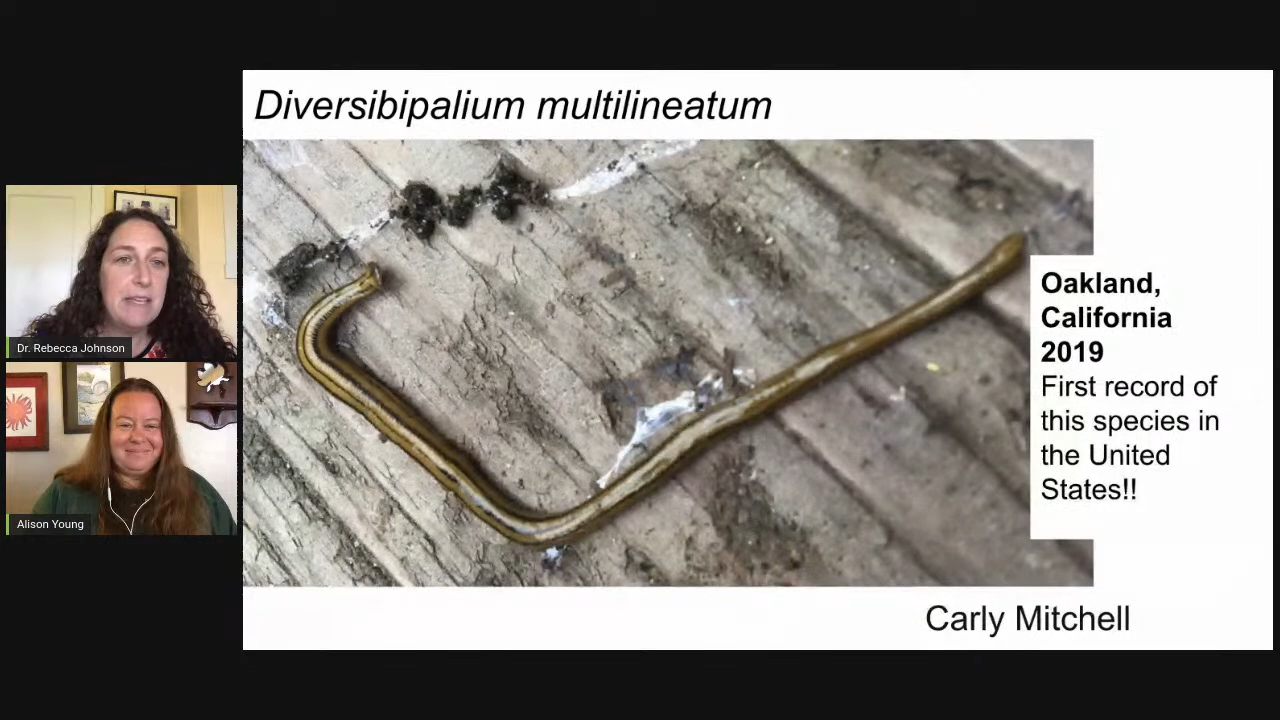 Diversibipalium multilineatum
Dr. Rebecca Johnson
Alison Young
Oakland,
California
2019
First record of
this species in
the United
States!!
Carly Mitchell